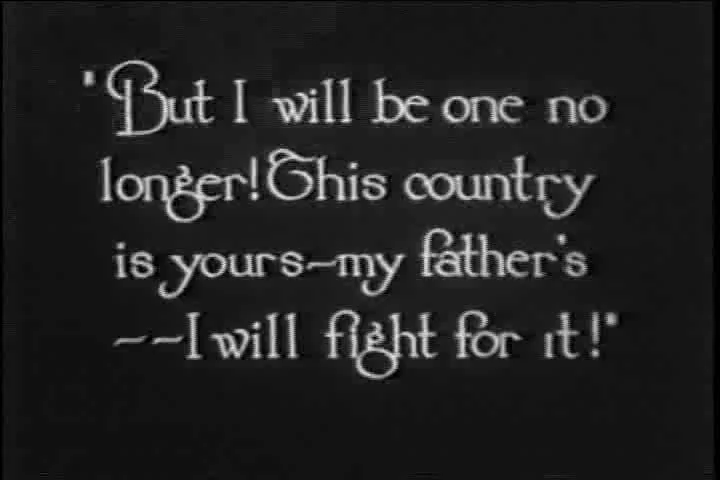 "But I will be one no
longer! This country
is yours--my father's
--I will fight for it!"